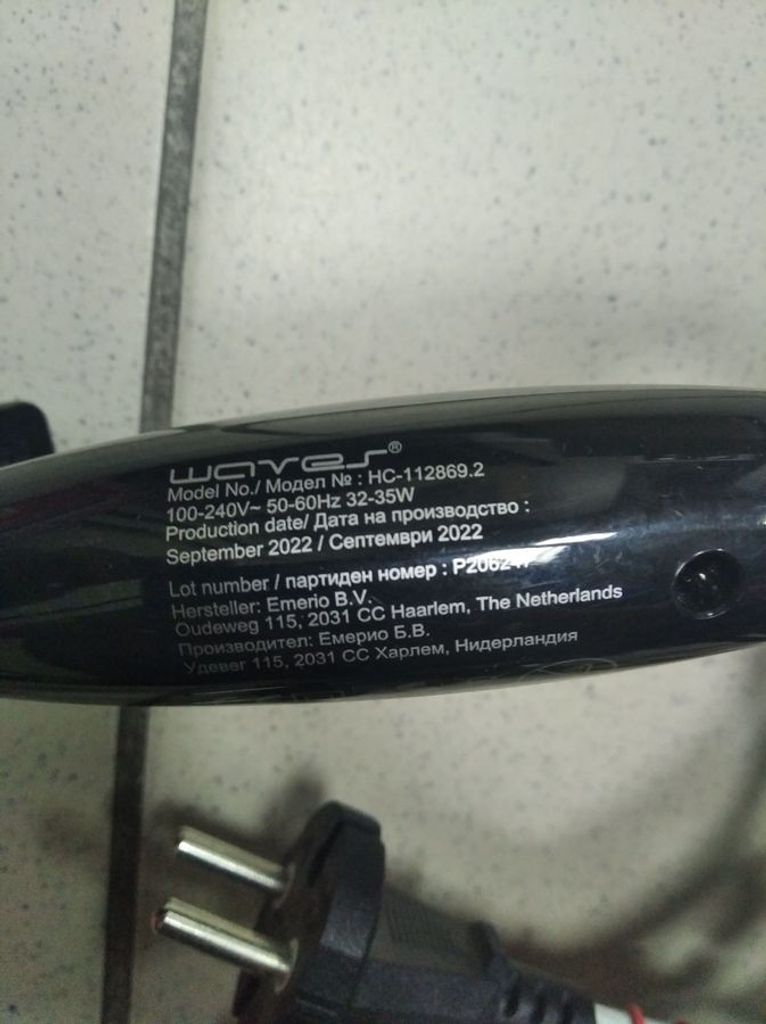 waves®
Model No./ Модел № : HC-112869.2
100-240V~ 50-60Hz 32-35W
Production date/ Дата на производство :
September 2022 / Септември 2022
Lot number / партиден номер :
Hersteller: Emerio B.V.
Oudeweg 115, 2031 CC Haarlem, The Netherlands
Производител: Емерио Б.В.
Удевег 115, 2031 СС Харлем, Нидерландия